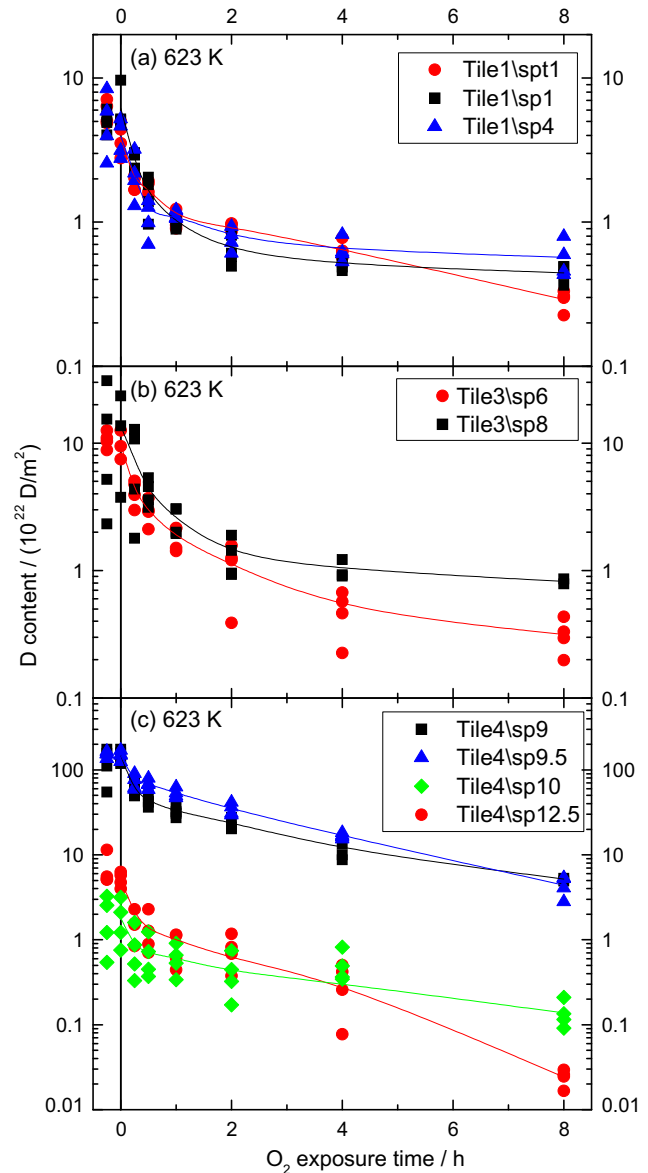 0 2 4 6 8
(a) 623 K
Tile1\spt1
Tile1\sp1
Tile1\sp4
10 10
1 1
0.1 0.1
(b) 623 K
Tile3\sp6
Tile3\sp8
10 10
1 1
0.1 0.1
D content / (10²² D/m²)
(c) 623 K
Tile4\sp9
Tile4\sp9.5
Tile4\sp10
Tile4\sp12.5
100 100
10 10
1 1
0.1 0.1
0.01 0.01
0 2 4 6 8
O₂ exposure time / h